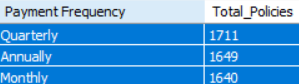 Payment Frequency Total_Policies
Quarterly 1711
Annually 1649
Monthly 1640